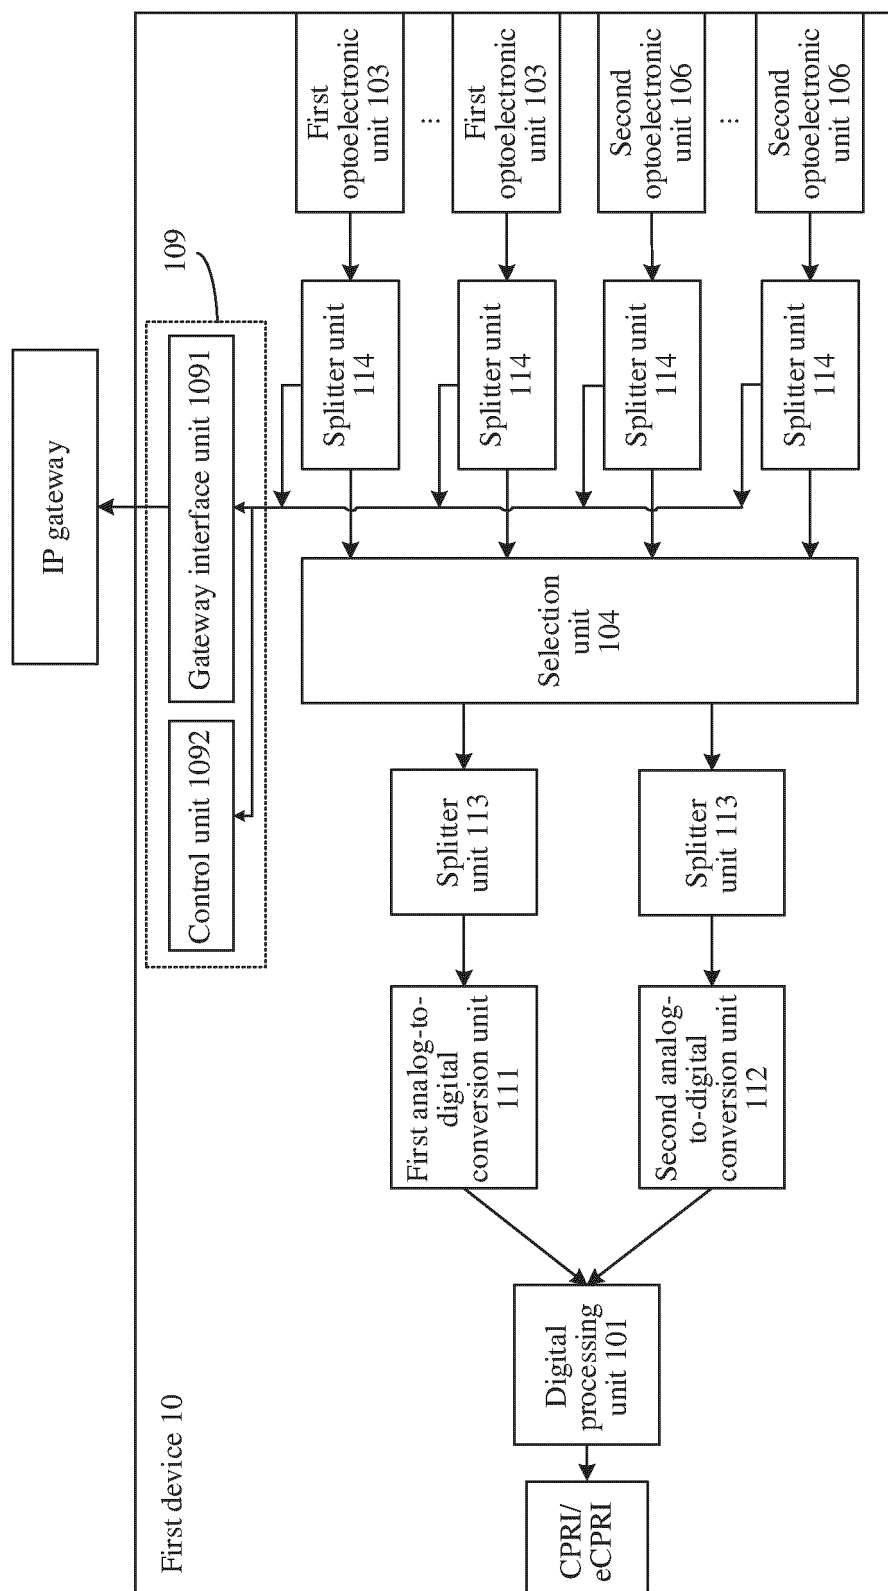 First device 10
IP gateway
109
Control unit 1092
Gateway interface unit 1091
CPRI/
eCPRI
Digital
processing
unit 101
First analog-to-
digital
conversion unit
111
Second analog-
to-digital
conversion unit
112
Splitter
unit 113
Splitter
unit 113
Selection
unit
104
Splitter unit
114
Splitter unit
114
Splitter unit
114
Splitter unit
114
First
optoelectronic
unit 103
...
First
optoelectronic
unit 103
Second
optoelectronic
unit 106
...
Second
optoelectronic
unit 106